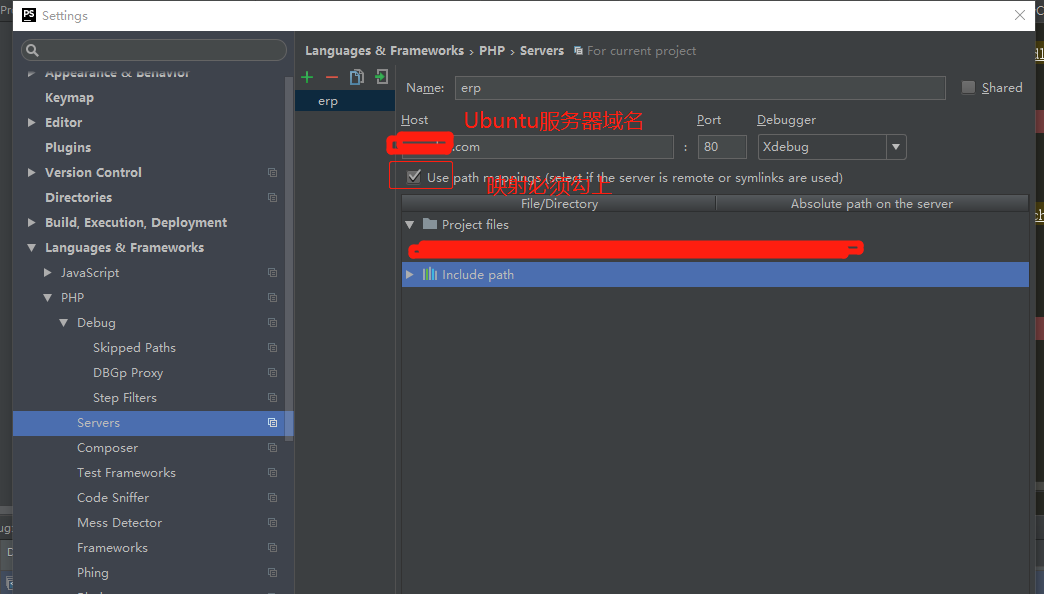 PS Settings
Languages & Frameworks › PHP › Servers For current project
Appearance & Behavior
Keymap
Editor
Plugins
Version Control
Directories
Build, Execution, Deployment
Languages & Frameworks
JavaScript
PHP
Debug
Skipped Paths
DBGp Proxy
Step Filters
Servers
Composer
Test Frameworks
Code Sniffer
Mess Detector
Frameworks
Phing
erp
Name: erp Shared
Host Ubuntu服务器域名 Port Debugger
.com : 80 Xdebug
Use path mappings (select if the server is remote or symlinks are used)
映射必须勾上
File/Directory Absolute path on the server
Project files
Include path